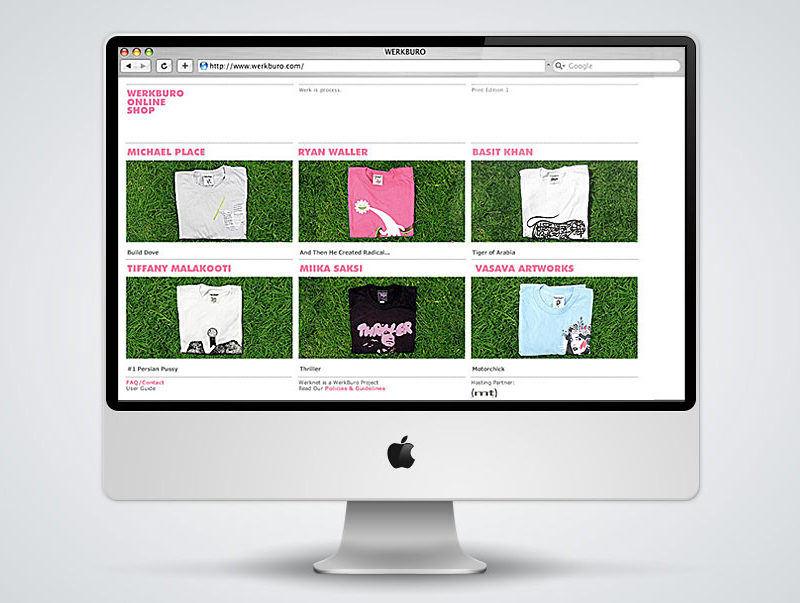 WERKBURO
http://www.werkburo.com/
Google
WERKBURO
ONLINE
SHOP
Werk is process.
Print Edition 1
MICHAEL PLACE
RYAN WALLER
BASIT KHAN
Build Dove
And Then He Created Radical...
Tiger of Arabia
TIFFANY MALAKOOTI
MIIKA SAKSI
VASAVA ARTWORKS
THRILLER
#1 Persian Pussy
Thriller
Motorchick
FAQ/Contact
User Guide
Werknet is a WerkBuro Project
Read Our Policies & Guidelines
Hosting Partner:
(mt)